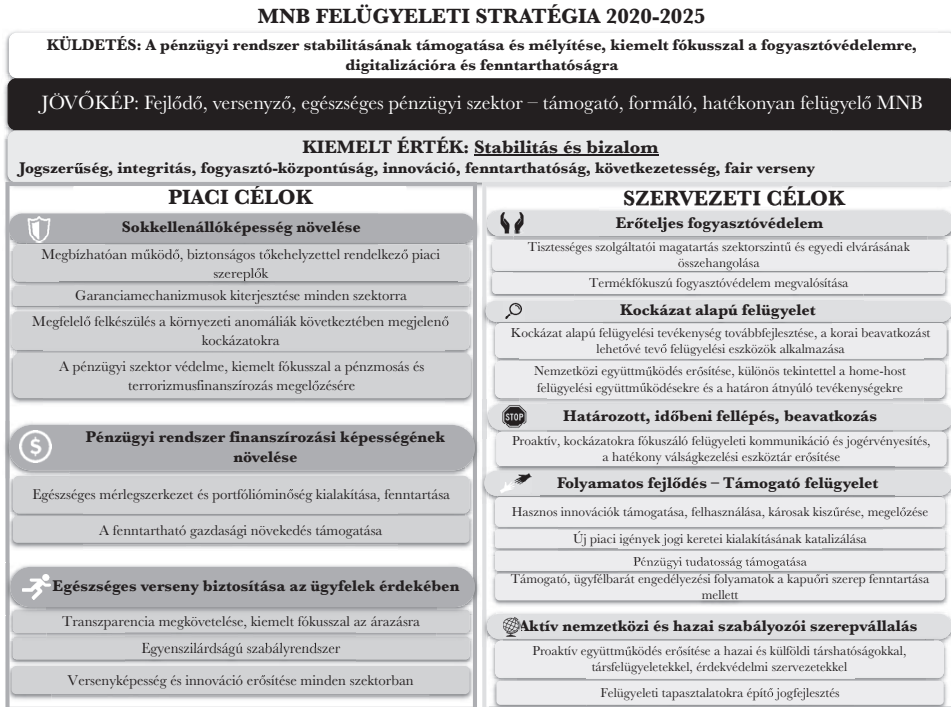 MNB FELÜGYELETI STRATÉGIA 2020-2025
KÜLDETÉS: A pénzügyi rendszer stabilitásának támogatása és mélyítése, kiemelt fókusszal a fogyasztóvédelemre,
digitalizációra és fenntarthatóságra
JÖVŐKÉP: Fejlődő, versenyző, egészséges pénzügyi szektor – támogató, formáló, hatékonyan felügyelő MNB
KIEMELT ÉRTÉK: Stabilitás és bizalom
Jogszerűség, integritás, fogyasztó-központúság, innováció, fenntarthatóság, következetesség, fair verseny
PIACI CÉLOK
Sokkellenállóképesség növelése
Megbízhatóan működő, biztonságos tőkehelyzettel rendelkező piaci
szereplők
Garanciamechanizmusok kiterjesztése minden szektorra
Megfelelő felkészülés a környezeti anomáliák következtében megjelenő
kockázatokra
A pénzügyi szektor védelme, kiemelt fókusszal a pénzmosás és
terrorizmusfinanszírozás megelőzésére
$
Pénzügyi rendszer finanszírozási képességének
növelése
Egészséges mérlegszerkezet és portfólióminőség kialakítása, fenntartása
A fenntartható gazdasági növekedés támogatása
Egészséges verseny biztosítása az ügyfelek érdekében
Transzparencia megkövetelése, kiemelt fókusszal az árazásra
Egyenszilárdságú szabályrendszer
Versenyképesség és innováció erősítése minden szektorban
SZERVEZETI CÉLOK
Erőteljes fogyasztóvédelem
Tisztességes szolgáltatói magatartás szektorszintű és egyedi elvárásának
összehangolása
Termékfókuszú fogyasztóvédelem megvalósítása
Kockázat alapú felügyelet
Kockázat alapú felügyelési tevékenység továbbfejlesztése, a korai beavatkozást
lehetővé tevő felügyelési eszközök alkalmazása
Nemzetközi együttműködés erősítése, különös tekintettel a home-host
felügyelési együttműködésekre és a határon átnyúló tevékenységekre
STOP
Határozott, időbeni fellépés, beavatkozás
Proaktív, kockázatokra fókuszáló felügyeleti kommunikáció és jogérvényesítés,
a hatékony válságkezelési eszköztár erősítése
Folyamatos fejlődés – Támogató felügyelet
Hasznos innovációk támogatása, felhasználása, károsak kiszűrése, megelőzése
Új piaci igények jogi keretei kialakításának katalizálása
Pénzügyi tudatosság támogatása
Támogató, ügyfélbarát engedélyezési folyamatok a kapuőri szerep fenntartása
mellett
Aktív nemzetközi és hazai szabályozói szerepvállalás
Proaktív együttműködés erősítése a hazai és külföldi társhatóságokkal,
társfelügyeletekkel, érdekvédelmi szervezetekkel
Felügyeleti tapasztalatokra építő jogfejlesztés